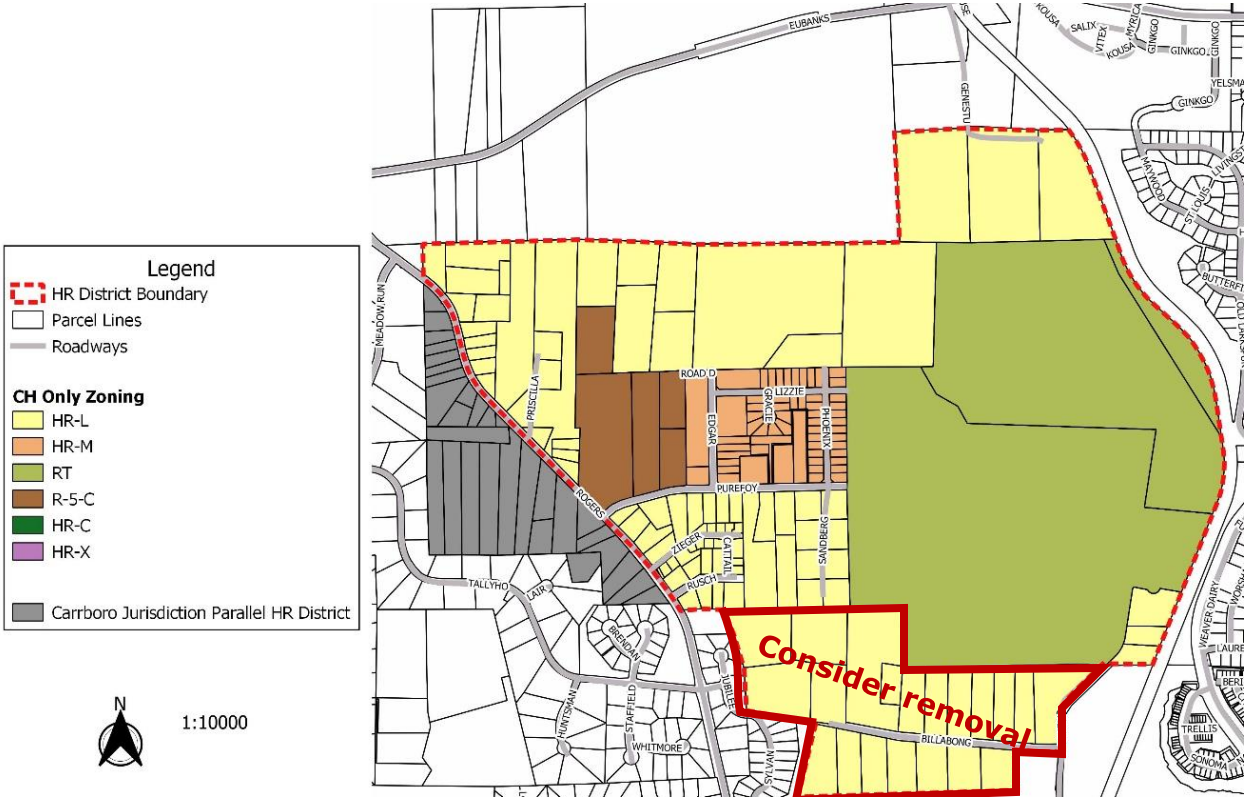 Legend
HR District Boundary
Parcel Lines
Roadways
CH Only Zoning
HR-L
HR-M
RT
R-5-C
HR-C
HR-X
Carrboro Jurisdiction Parallel HR District
N
1:10000
EUBANKS
GENESTU
KOUSA
SALIX
VITEX
KOUSA
MYRICA
GINKGO
GINKGO
GINKGO
GINKGO
YELSMA
MAYWOOD
ST LOUIS
LIVINGST
BUTTERFI
MEADOW RUN
PRISCILLA
ROAD D
LIZZIE
GRACIE
EDGAR
PHOENIX
PUREFOY
ROGERS
ZIEGER
CATTAIL
RUSCH
SANDBERG
TALLYHO
LAIR
BRENDAN
STAFFIELD
HUNTSMAN
WHITMORE
JUBILEE
SYLVAN
Consider removal
BILLABONG
WEAVER DAIRY
WORSH
LAURE
BERI
TRELLIS
SONOMA